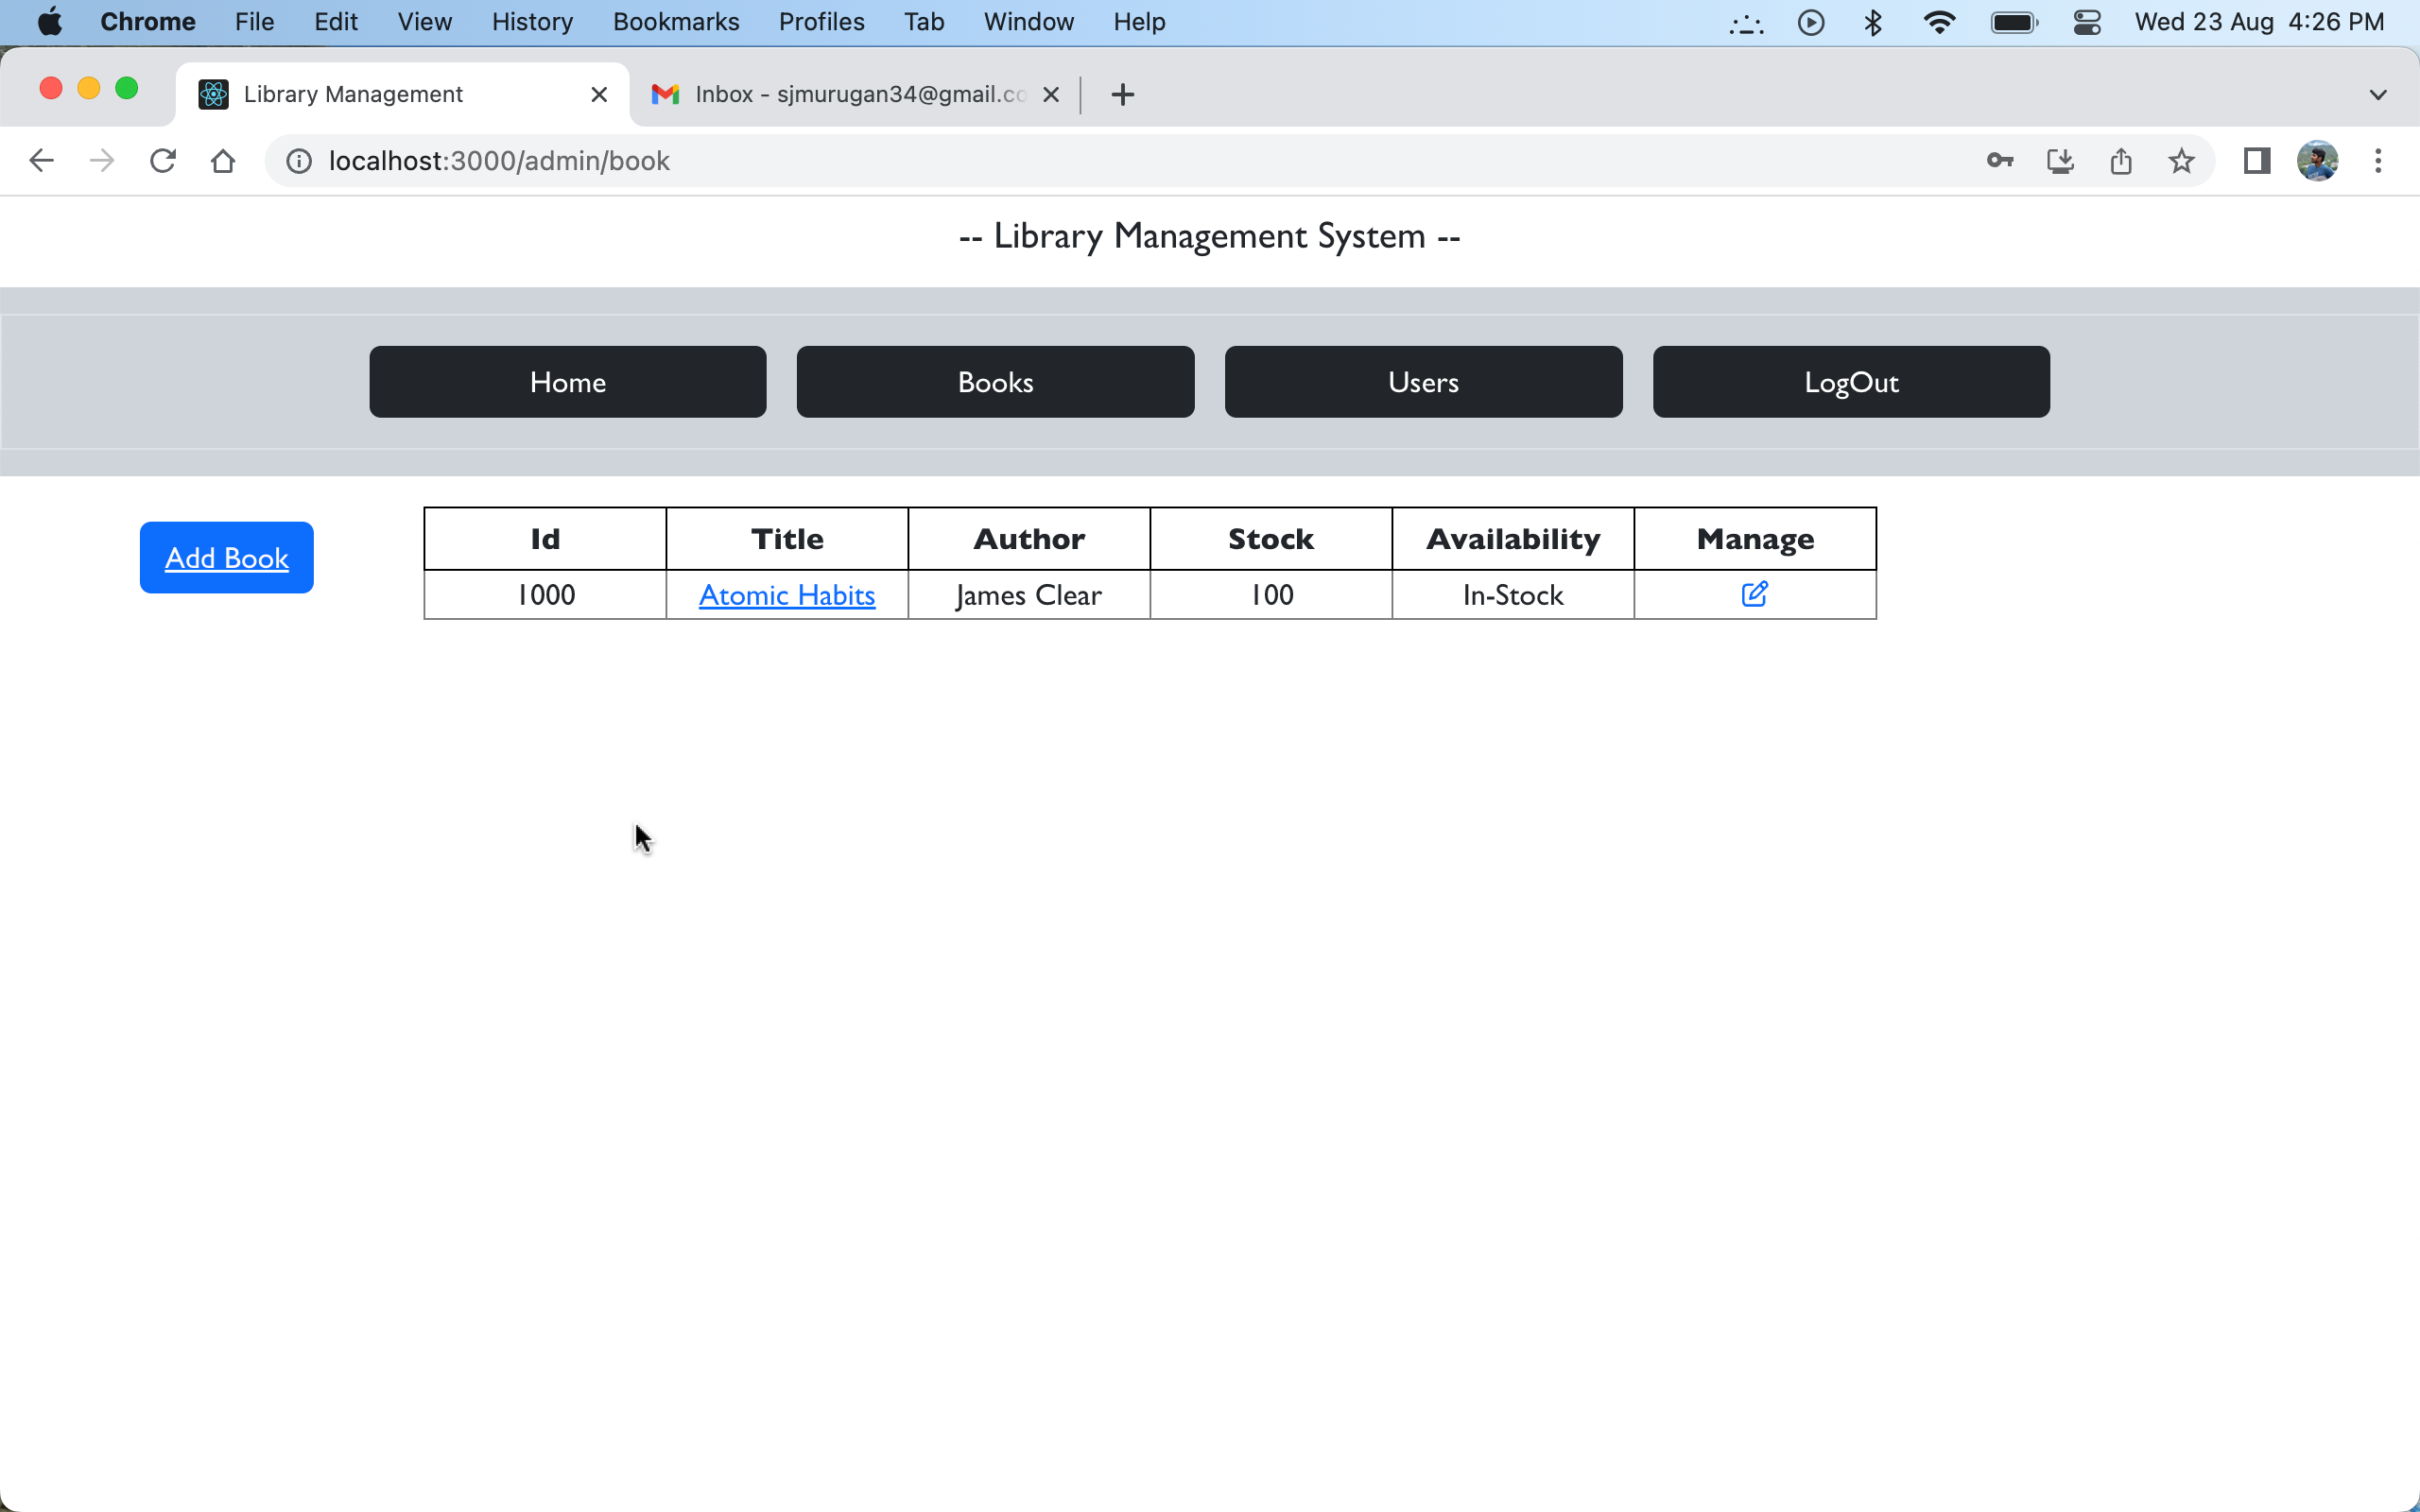 Chrome File Edit View History Bookmarks Profiles Tab Window Help Wed 23 Aug 4:26 PM
Library Management Inbox - sjmurugan34@gmail.co
localhost:3000/admin/book
-- Library Management System --
Home Books Users LogOut
Add Book
Id Title Author Stock Availability Manage
1000 Atomic Habits James Clear 100 In-Stock